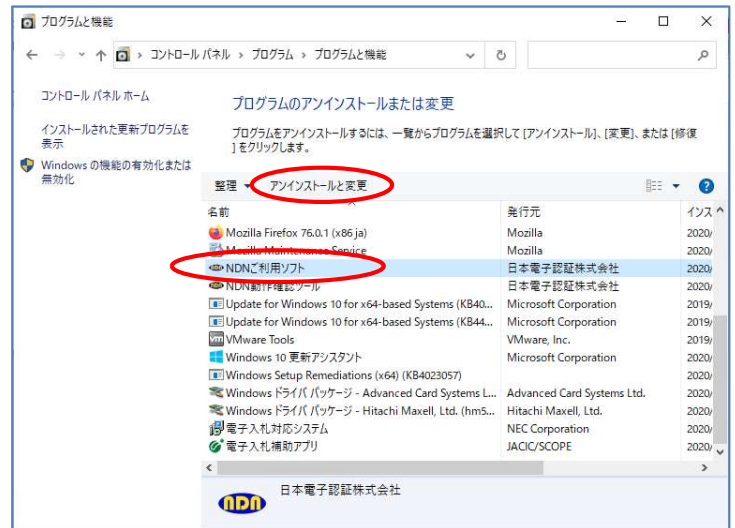 プログラムと機能
コントロール パネル › プログラム › プログラムと機能
コントロール パネル ホーム
インストールされた更新プログラムを
表示
Windows の機能の有効化または
無効化
プログラムのアンインストールまたは変更
プログラムをアンインストールするには、一覧からプログラムを選択して [アンインストール]、[変更]、または [修復
] をクリックします。
整理 アンインストールと変更
名前 発行元 インス
Mozilla Firefox 76.0.1 (x86 ja) Mozilla 2020/
Mozilla Maintenance Service Mozilla 2020/
NDNご利用ソフト 日本電子認証株式会社 2020/
NDN動作確認ツール 日本電子認証株式会社 2020/
Update for Windows 10 for x64-based Systems (KB40... Microsoft Corporation 2019/
Update for Windows 10 for x64-based Systems (KB44... Microsoft Corporation 2019/
VMware Tools VMware, Inc. 2019/
Windows 10 更新アシスタント Microsoft Corporation 2020/
Windows Setup Remediations (x64) (KB4023057) 2020/
Windows ドライバ パッケージ - Advanced Card Systems L... Advanced Card Systems Ltd. 2020/
Windows ドライバ パッケージ - Hitachi Maxell, Ltd. (hm5... Hitachi Maxell, Ltd. 2020/
電子入札対応システム NEC Corporation 2020/
電子入札補助アプリ JACIC/SCOPE 2020/
NDN 日本電子認証株式会社